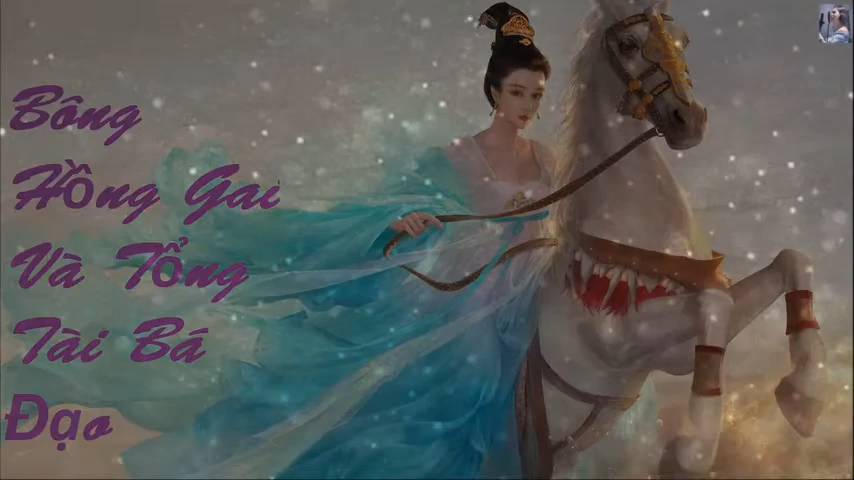 Bông
Hồng Gai
Và Tổng
Tài Bá
Đạo